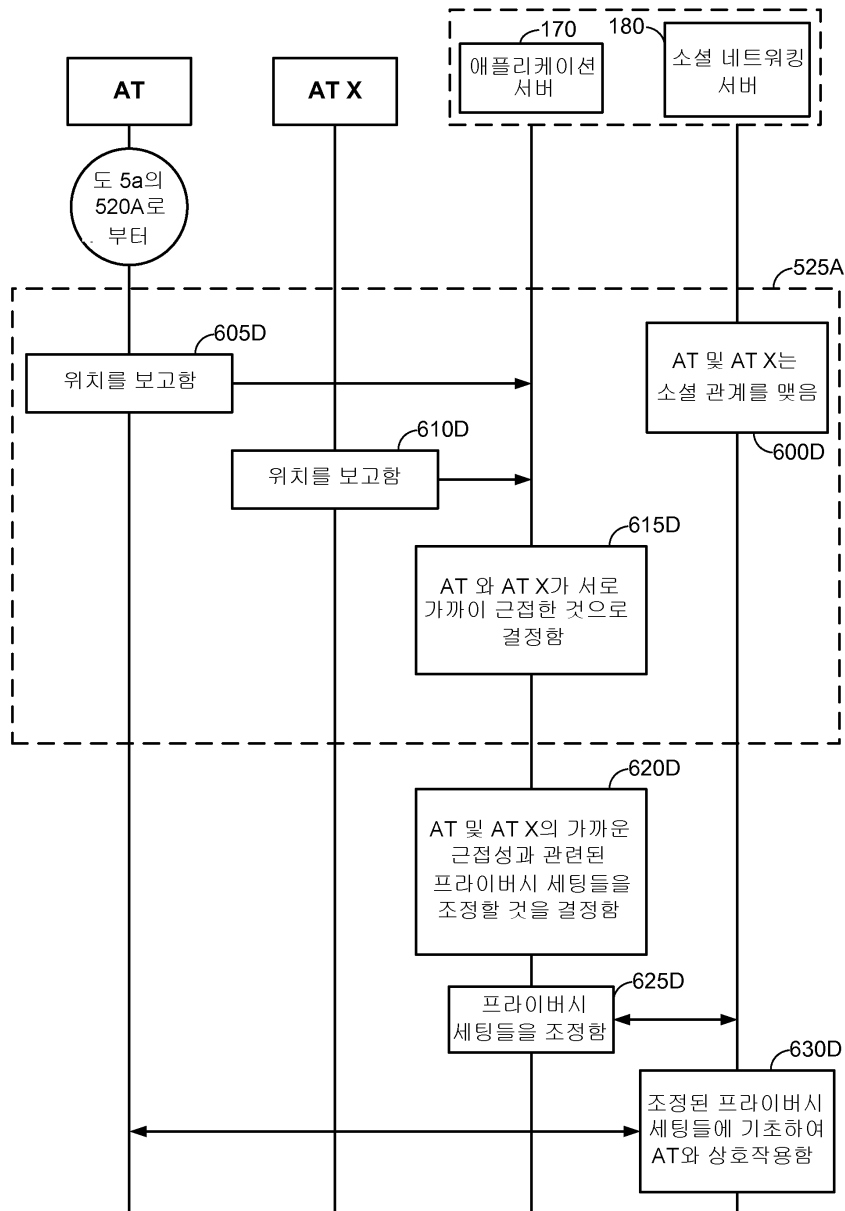 170
180
AT
AT X
애플리케이션
서버
소셜 네트워킹
서버
도 5a의
520A로
부터
525A
605D
위치를 보고함
AT 및 AT X는
소셜 관계를 맺음
600D
610D
위치를 보고함
615D
AT 와 AT X가 서로
가까이 근접한 것으로
결정함
620D
AT 및 AT X의 가까운
근접성과 관련된
프라이버시 세팅들을
조정할 것을 결정함
625D
프라이버시
세팅들을 조정함
630D
조정된 프라이버시
세팅들에 기초하여
AT와 상호작용함